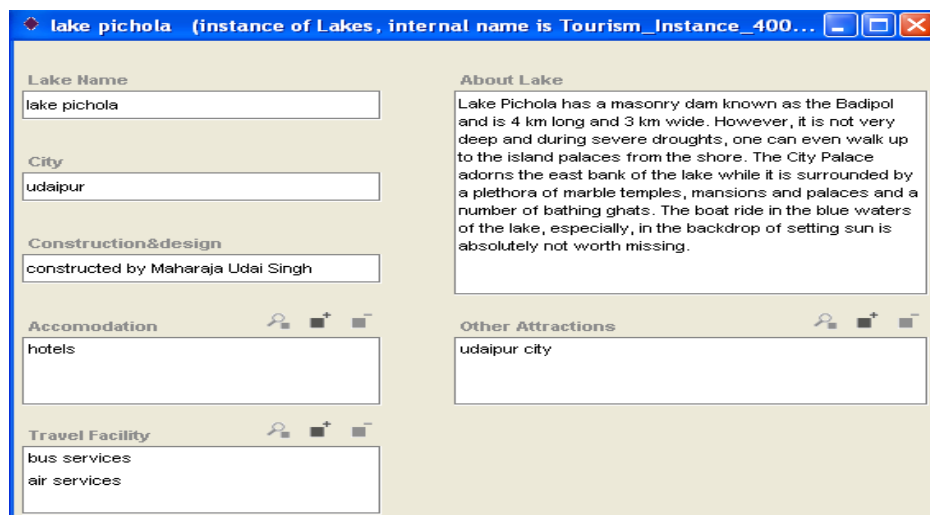 lake pichola (instance of Lakes, internal name is Tourism_Instance_400...
Lake Name
lake pichola
City
udaipur
Construction&design
constructed by Maharaja Udai Singh
Accomodation
hotels
Travel Facility
bus services
air services
About Lake
Lake Pichola has a masonry dam known as the Badipol
and is 4 km long and 3 km wide. However, it is not very
deep and during severe droughts, one can even walk up
to the island palaces from the shore. The City Palace
adorns the east bank of the lake while it is surrounded by
a plethora of marble temples, mansions and palaces and a
number of bathing ghats. The boat ride in the blue waters
of the lake, especially, in the backdrop of setting sun is
absolutely not worth missing.
Other Attractions
udaipur city